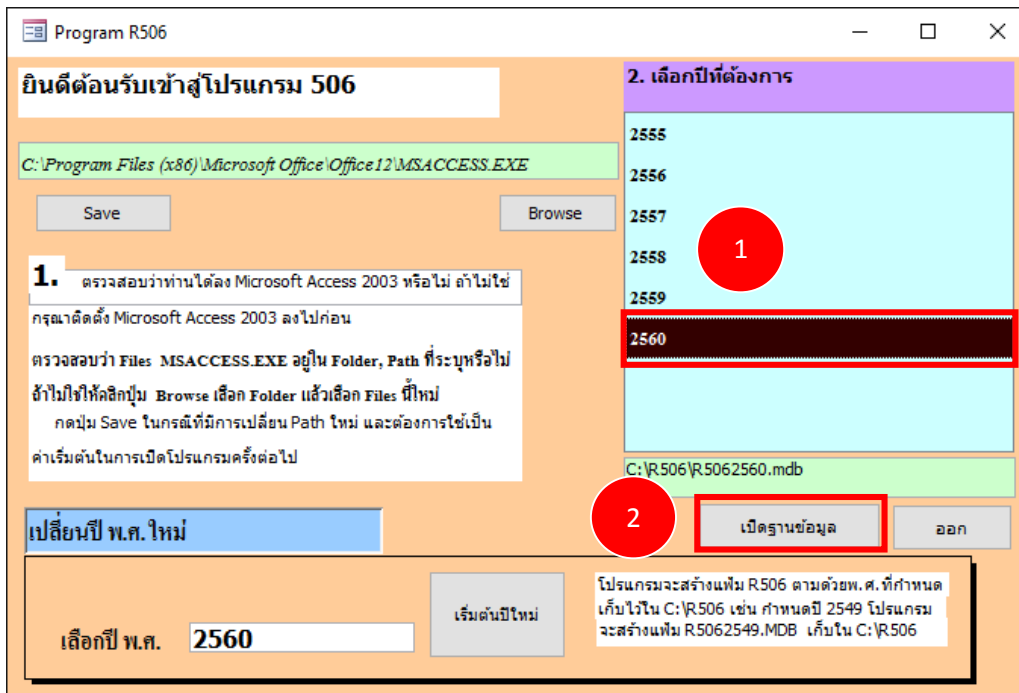 Program R506
ยินดีต้อนรับเข้าสู่โปรแกรม 506
C:\Program Files (x86)\Microsoft Office\Office12\MSACCESS.EXE
Save
Browse
1. ตรวจสอบว่าท่านได้ลง Microsoft Access 2003 หรือไม่ ถ้าไม่ใช่
กรุณาติดตั้ง Microsoft Access 2003 ลงไปก่อน
ตรวจสอบว่า Files MSACCESS.EXE อยู่ใน Folder, Path ที่ระบุหรือไม่
ถ้าไม่ใช่ให้คลิกปุ่ม Browse เลือก Folder แล้วเลือก Files นี้ใหม่
กดปุ่ม Save ในกรณีที่มีการเปลี่ยน Path ใหม่ และต้องการใช้เป็น
ค่าเริ่มต้นในการเปิดโปรแกรมครั้งต่อไป
2. เลือกปีที่ต้องการ
2555
2556
2557
2558
2559
2560
1
C:\R506\R5062560.mdb
2
เปิดฐานข้อมูล
ออก
เปลี่ยนปี พ.ศ. ใหม่
เลือกปี พ.ศ.
2560
เริ่มต้นปีใหม่
โปรแกรมจะสร้างแฟ้ม R506 ตามด้วยพ.ศ.ที่กำหนด
เก็บไว้ใน C:\R506 เช่น กำหนดปี 2549 โปรแกรม
จะสร้างแฟ้ม R5062549.MDB เก็บใน C:\R506